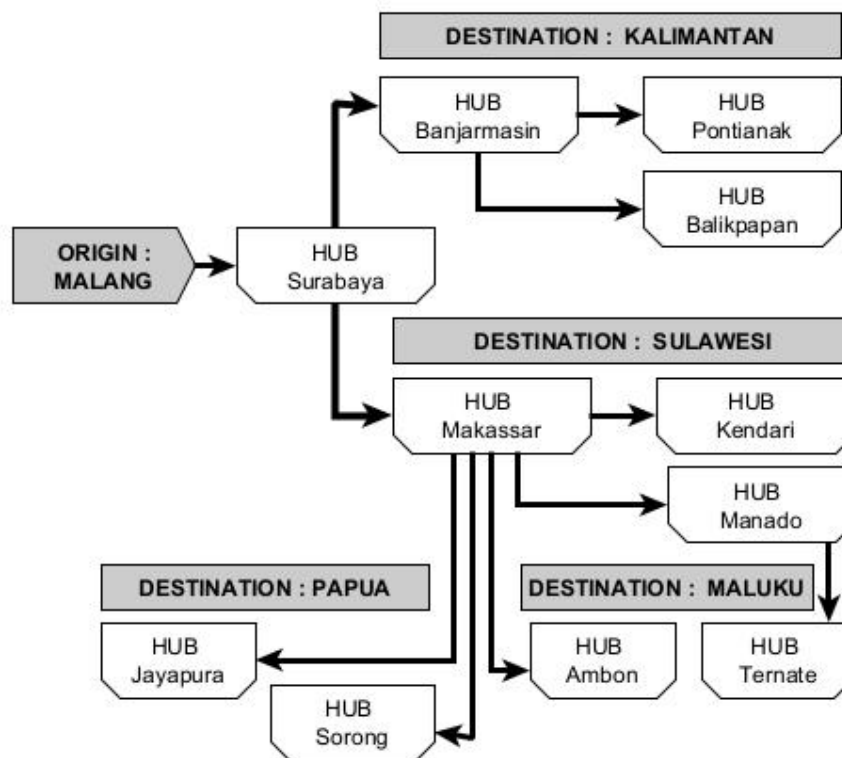 DESTINATION : KALIMANTAN
HUB
Banjarmasin
HUB
Pontianak
HUB
Balikpapan
ORIGIN :
MALANG
HUB
Surabaya
DESTINATION : SULAWESI
HUB
Makassar
HUB
Kendari
HUB
Manado
DESTINATION : PAPUA
DESTINATION : MALUKU
HUB
Jayapura
HUB
Ambon
HUB
Ternate
HUB
Sorong